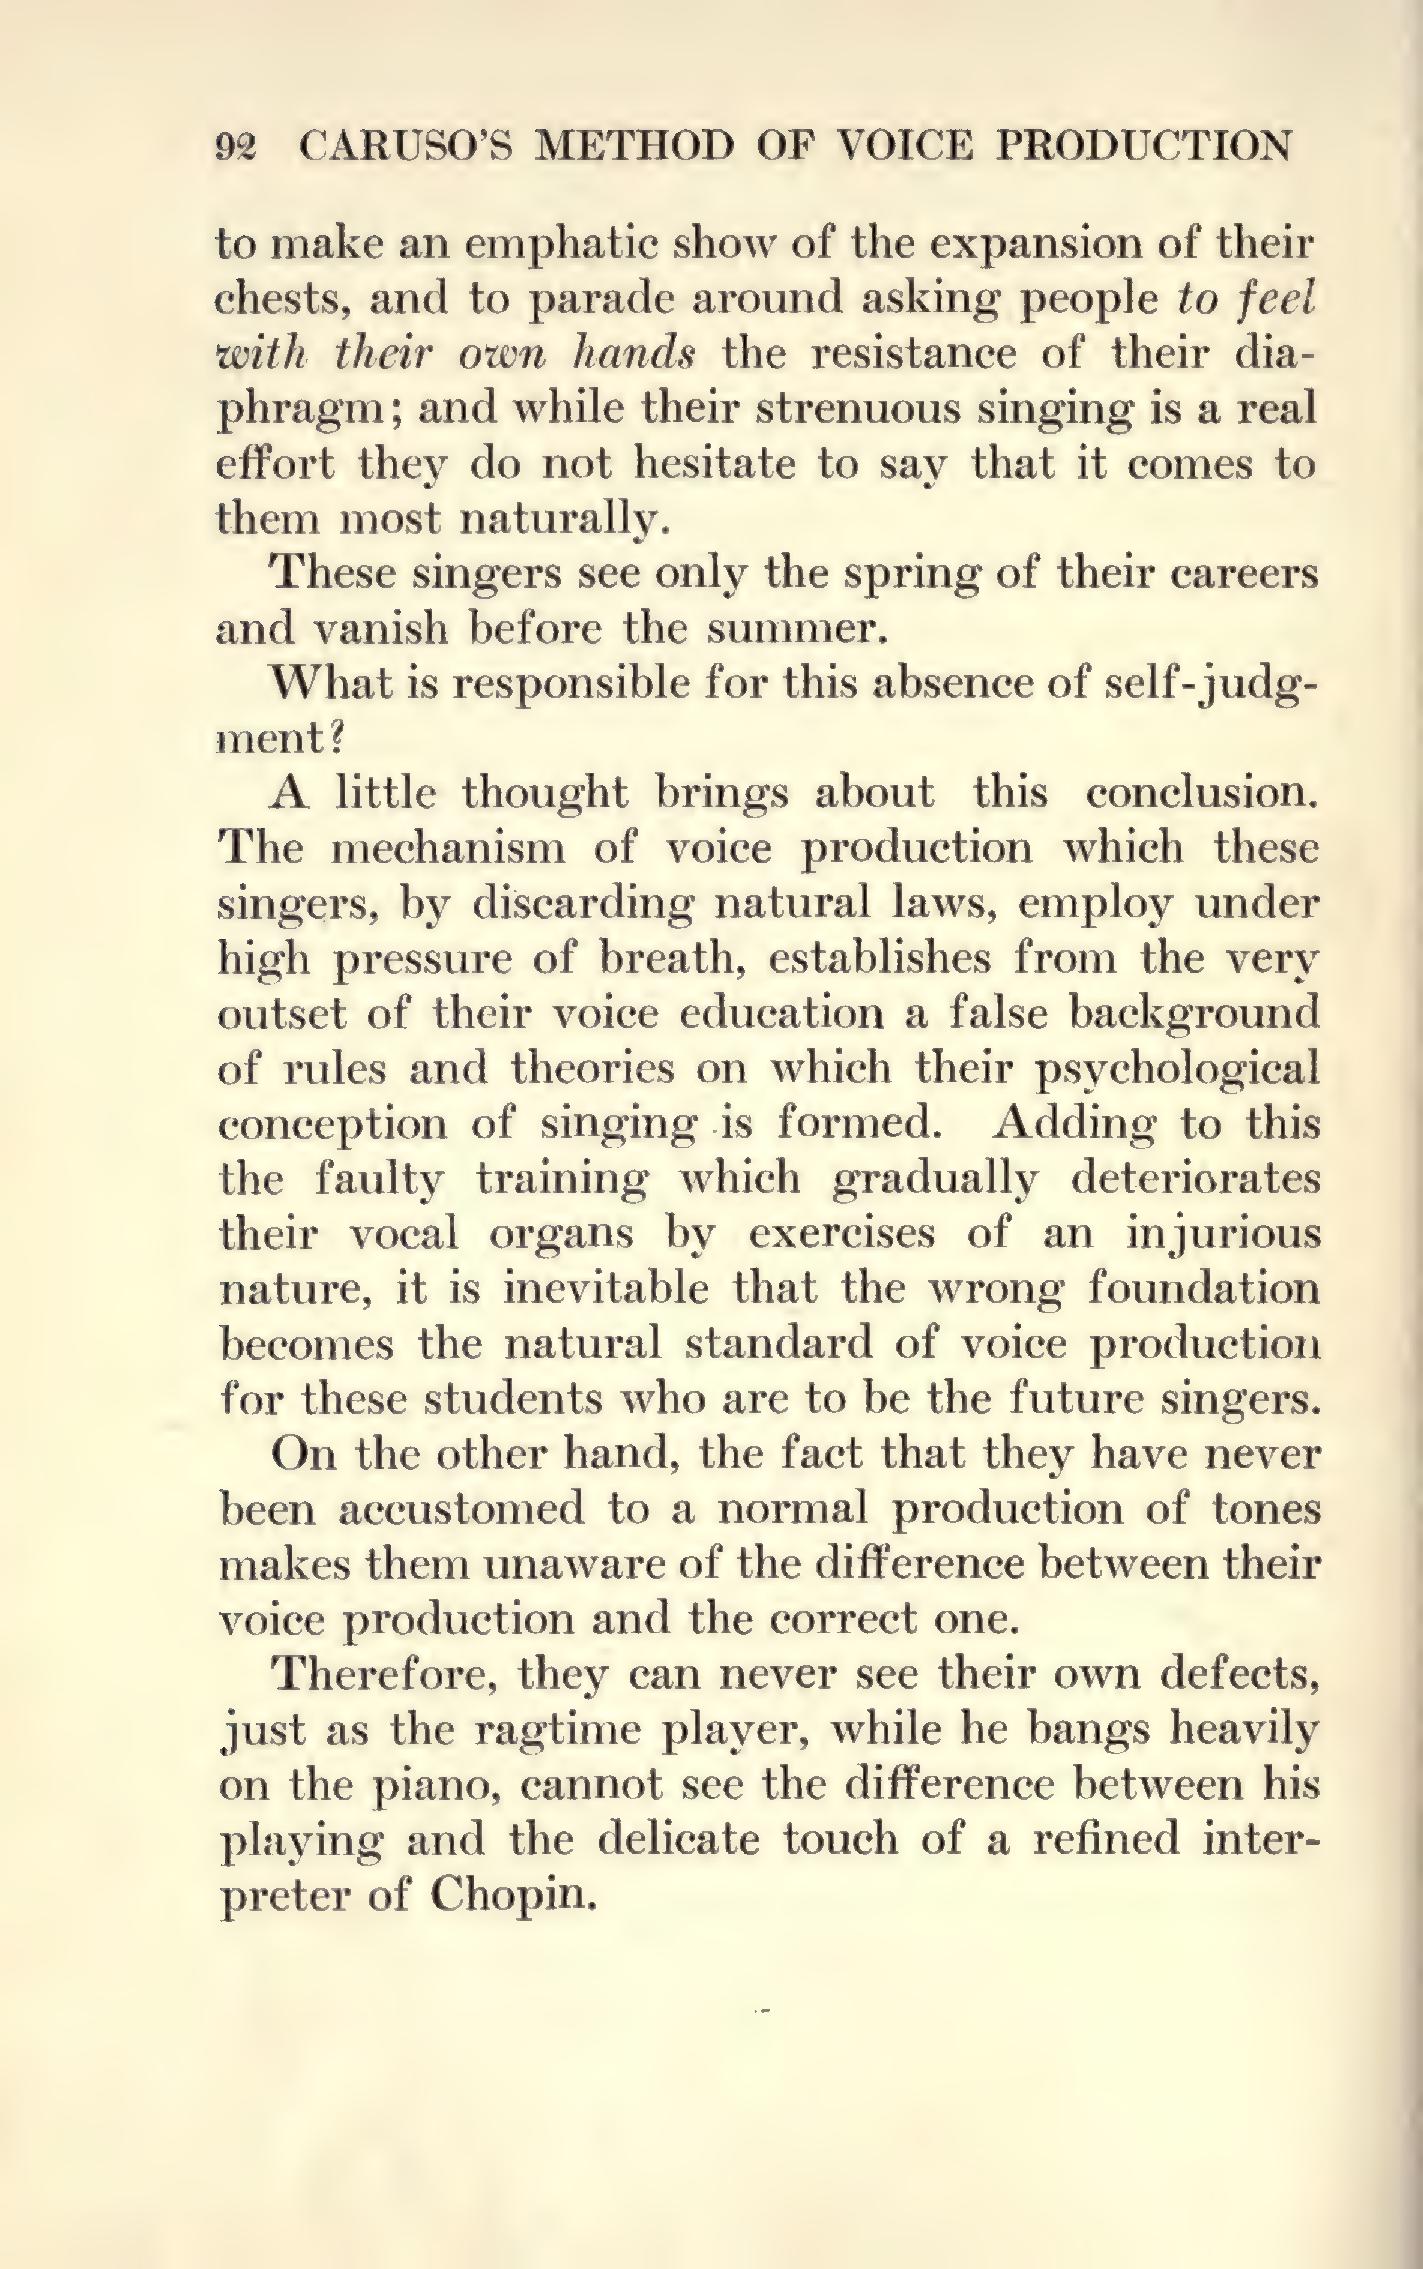 92 CARUSO'S METHOD OF VOICE PRODUCTION
to make an emphatic show of the expansion of their
chests, and to parade around asking people to feel
with their own hands the resistance of their dia-
phragm; and while their strenuous singing is a real
effort they do not hesitate to say that it comes to
them most naturally.
These singers see only the spring of their careers
and vanish before the summer.
What is responsible for this absence of self-judg-
ment?
A little thought brings about this conclusion.
The mechanism of voice production which these
singers, by discarding natural laws, employ under
high pressure of breath, establishes from the very
outset of their voice education a false background
of rules and theories on which their psychological
conception of singing is formed. Adding to this
the faulty training which gradually deteriorates
their vocal organs by exercises of an injurious
nature, it is inevitable that the wrong foundation
becomes the natural standard of voice production
for these students who are to be the future singers.
On the other hand, the fact that they have never
been accustomed to a normal production of tones
makes them unaware of the difference between their
voice production and the correct one.
Therefore, they can never see their own defects,
just as the ragtime player, while he bangs heavily
on the piano, cannot see the difference between his
playing and the delicate touch of a refined inter-
preter of Chopin.